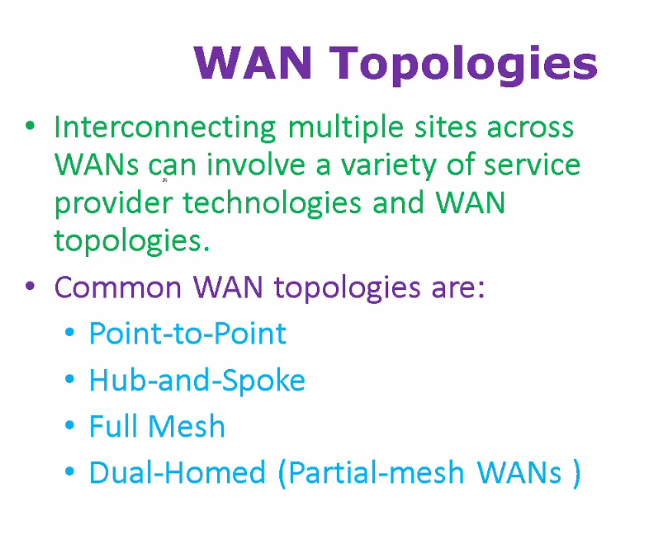 WAN Topologies
• Interconnecting multiple sites across
WANs can involve a variety of service
provider technologies and WAN
topologies.
• Common WAN topologies are:
• Point-to-Point
• Hub-and-Spoke
• Full Mesh
• Dual-Homed (Partial-mesh WANs )